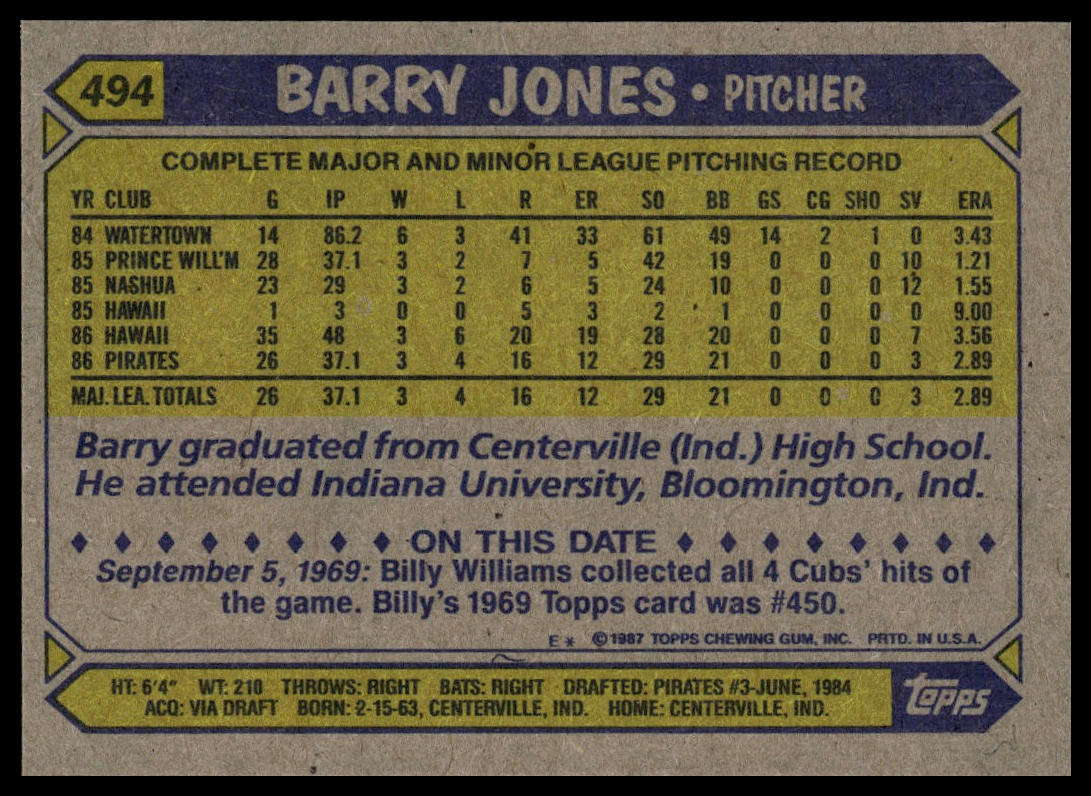 494 BARRY JONES • PITCHER
COMPLETE MAJOR AND MINOR LEAGUE PITCHING RECORD
YR CLUB G IP W L R ER SO BB GS CG SHO SV ERA
84 WATERTOWN 14 86.2 6 3 41 33 61 49 14 2 1 0 3.43
85 PRINCE WILL'M 28 37.1 3 2 7 5 42 19 0 0 0 10 1.21
85 NASHUA 23 29 3 2 6 5 24 10 0 0 0 12 1.55
85 HAWAII 1 3 0 0 5 3 2 1 0 0 0 0 9.00
86 HAWAII 35 48 3 6 20 19 28 20 0 0 0 7 3.56
86 PIRATES 26 37.1 3 4 16 12 29 21 0 0 0 3 2.89
MAJ. LEA. TOTALS 26 37.1 3 4 16 12 29 21 0 0 0 3 2.89
Barry graduated from Centerville (Ind.) High School.
He attended Indiana University, Bloomington, Ind.
♦ ♦ ♦ ♦ ♦ ♦ ♦ ♦ ON THIS DATE ♦ ♦ ♦ ♦ ♦ ♦ ♦ ♦
September 5, 1969: Billy Williams collected all 4 Cubs' hits of
the game. Billy's 1969 Topps card was #450.
E* ©1987 TOPPS CHEWING GUM, INC. PRTD. IN U.S.A.
HT: 6'4" WT: 210 THROWS: RIGHT BATS: RIGHT DRAFTED: PIRATES #3-JUNE, 1984
ACQ: VIA DRAFT BORN: 2-15-63, CENTERVILLE, IND. HOME: CENTERVILLE, IND.
topps